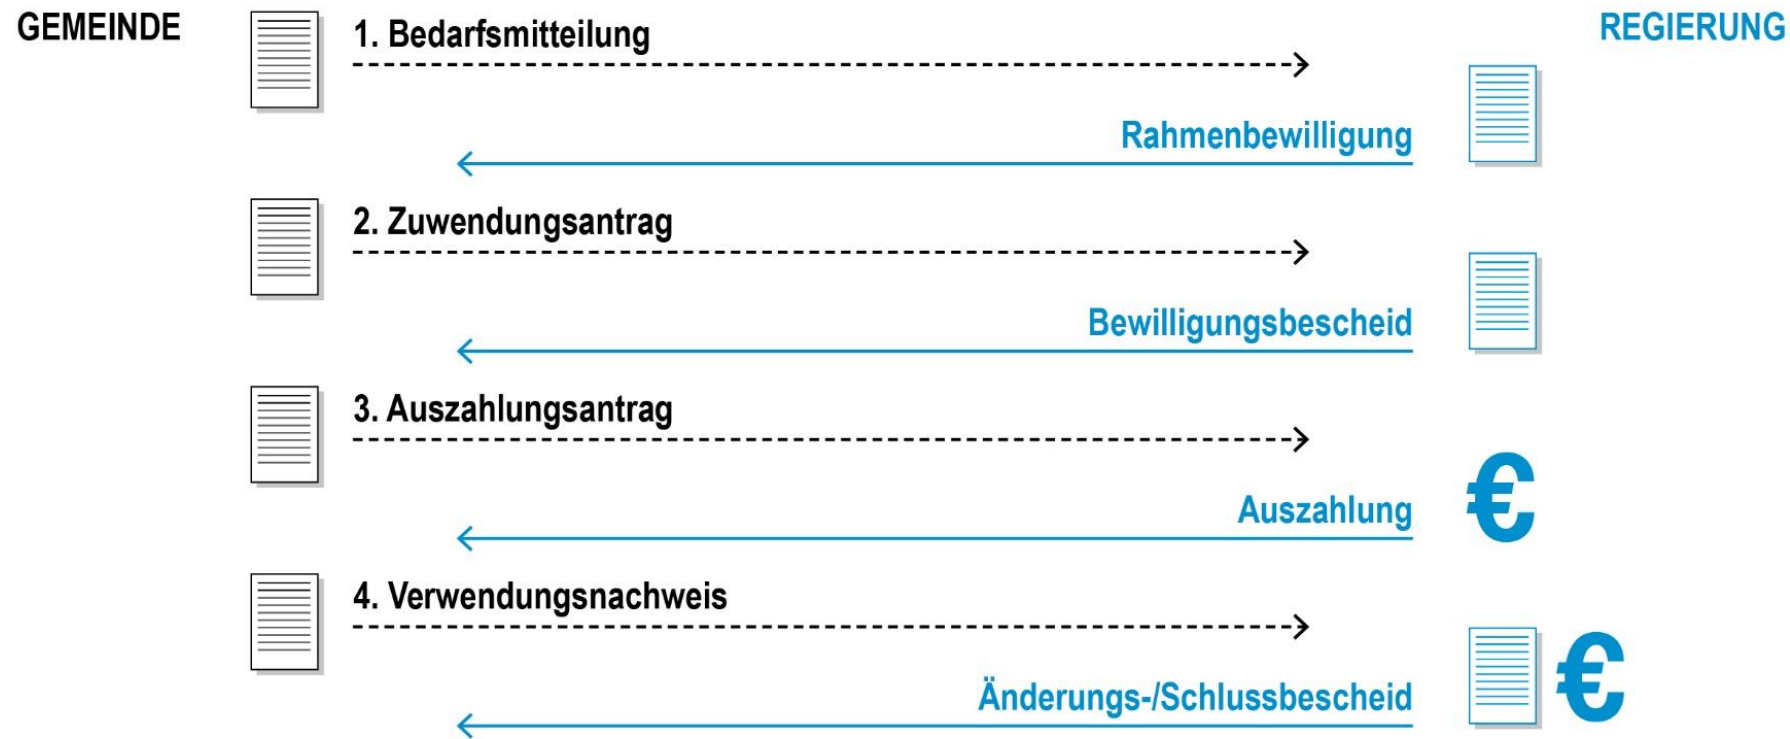 GEMEINDE
REGIERUNG
1. Bedarfsmitteilung
Rahmenbewilligung
2. Zuwendungsantrag
Bewilligungsbescheid
3. Auszahlungsantrag
€
Auszahlung
4. Verwendungsnachweis
€
Änderungs-/Schlussbescheid